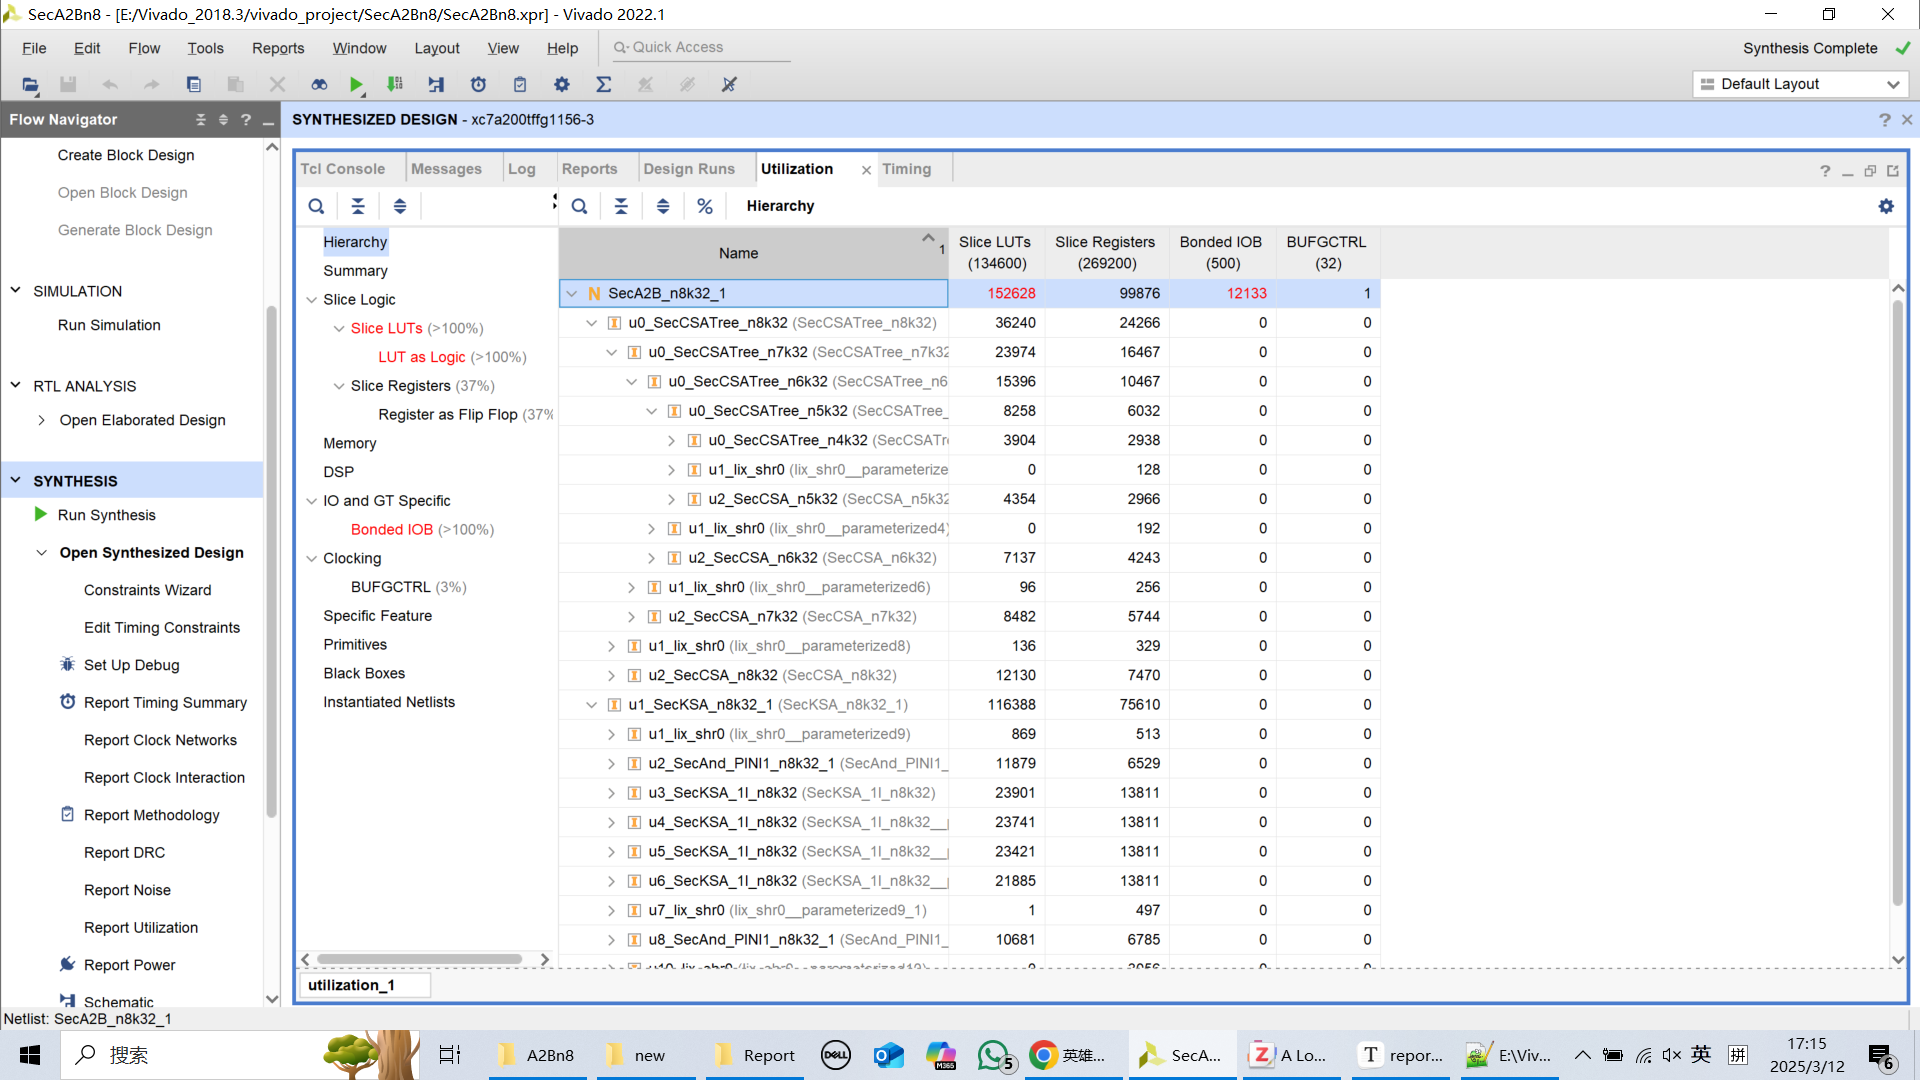 SecA2Bn8 - [E:/Vivado_2018.3/vivado_project/SecA2Bn8/SecA2Bn8.xpr] - Vivado 2022.1
File Edit Flow Tools Reports Window Layout View Help Quick Access
Synthesis Complete
Default Layout
Flow Navigator
SYNTHESIZED DESIGN - xc7a200tffg1156-3
Create Block Design
Open Block Design
Generate Block Design
SIMULATION
Run Simulation
RTL ANALYSIS
Open Elaborated Design
SYNTHESIS
Run Synthesis
Open Synthesized Design
Constraints Wizard
Edit Timing Constraints
Set Up Debug
Report Timing Summary
Report Clock Networks
Report Clock Interaction
Report Methodology
Report DRC
Report Noise
Report Utilization
Report Power
Schematic
Tcl Console Messages Log Reports Design Runs Utilization Timing
Hierarchy
Hierarchy
Summary
Slice Logic
Slice LUTs (>100%)
LUT as Logic (>100%)
Slice Registers (37%)
Register as Flip Flop (37%
Memory
DSP
IO and GT Specific
Bonded IOB (>100%)
Clocking
BUFGCTRL (3%)
Specific Feature
Primitives
Black Boxes
Instantiated Netlists
Name 1 Slice LUTs (134600) Slice Registers (269200) Bonded IOB (500) BUFGCTRL (32)
N SecA2B_n8k32_1 152628 99876 12133 1
u0_SecCSATree_n8k32 (SecCSATree_n8k32) 36240 24266 0 0
u0_SecCSATree_n7k32 (SecCSATree_n7k32 23974 16467 0 0
u0_SecCSATree_n6k32 (SecCSATree_n6 15396 10467 0 0
u0_SecCSATree_n5k32 (SecCSATree_ 8258 6032 0 0
u0_SecCSATree_n4k32 (SecCSATr 3904 2938 0 0
u1_lix_shr0 (lix_shr0__parameterize 0 128 0 0
u2_SecCSA_n5k32 (SecCSA_n5k32 4354 2966 0 0
u1_lix_shr0 (lix_shr0__parameterized4) 0 192 0 0
u2_SecCSA_n6k32 (SecCSA_n6k32) 7137 4243 0 0
u1_lix_shr0 (lix_shr0__parameterized6) 96 256 0 0
u2_SecCSA_n7k32 (SecCSA_n7k32) 8482 5744 0 0
u1_lix_shr0 (lix_shr0__parameterized8) 136 329 0 0
u2_SecCSA_n8k32 (SecCSA_n8k32) 12130 7470 0 0
u1_SecKSA_n8k32_1 (SecKSA_n8k32_1) 116388 75610 0 0
u1_lix_shr0 (lix_shr0__parameterized9) 869 513 0 0
u2_SecAnd_PINI1_n8k32_1 (SecAnd_PINI1_ 11879 6529 0 0
u3_SecKSA_1l_n8k32 (SecKSA_1l_n8k32) 23901 13811 0 0
u4_SecKSA_1l_n8k32 (SecKSA_1l_n8k32__ 23741 13811 0 0
u5_SecKSA_1l_n8k32 (SecKSA_1l_n8k32__ 23421 13811 0 0
u6_SecKSA_1l_n8k32 (SecKSA_1l_n8k32__ 21885 13811 0 0
u7_lix_shr0 (lix_shr0__parameterized9_1) 1 497 0 0
u8_SecAnd_PINI1_n8k32_1 (SecAnd_PINI1_ 10681 6785 0 0
utilization_1
Netlist: SecA2B_n8k32_1
搜索 A2Bn8 new Report DELL M365 5 英雄... SecA... A Lo... repor... E:\Viv... 英 拼 17:15
2025/3/12 6